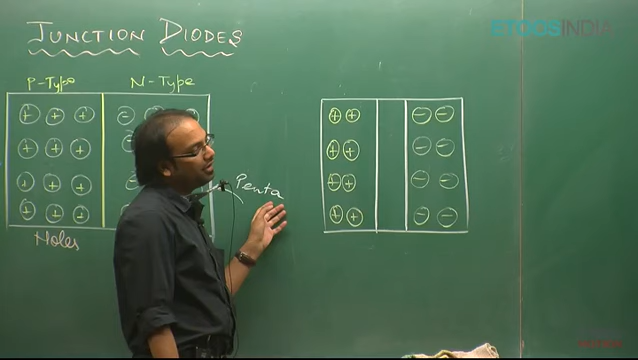 ETOOSINDIA
JUNCTION DIODES
P-Type N-Type
Penta
Holes